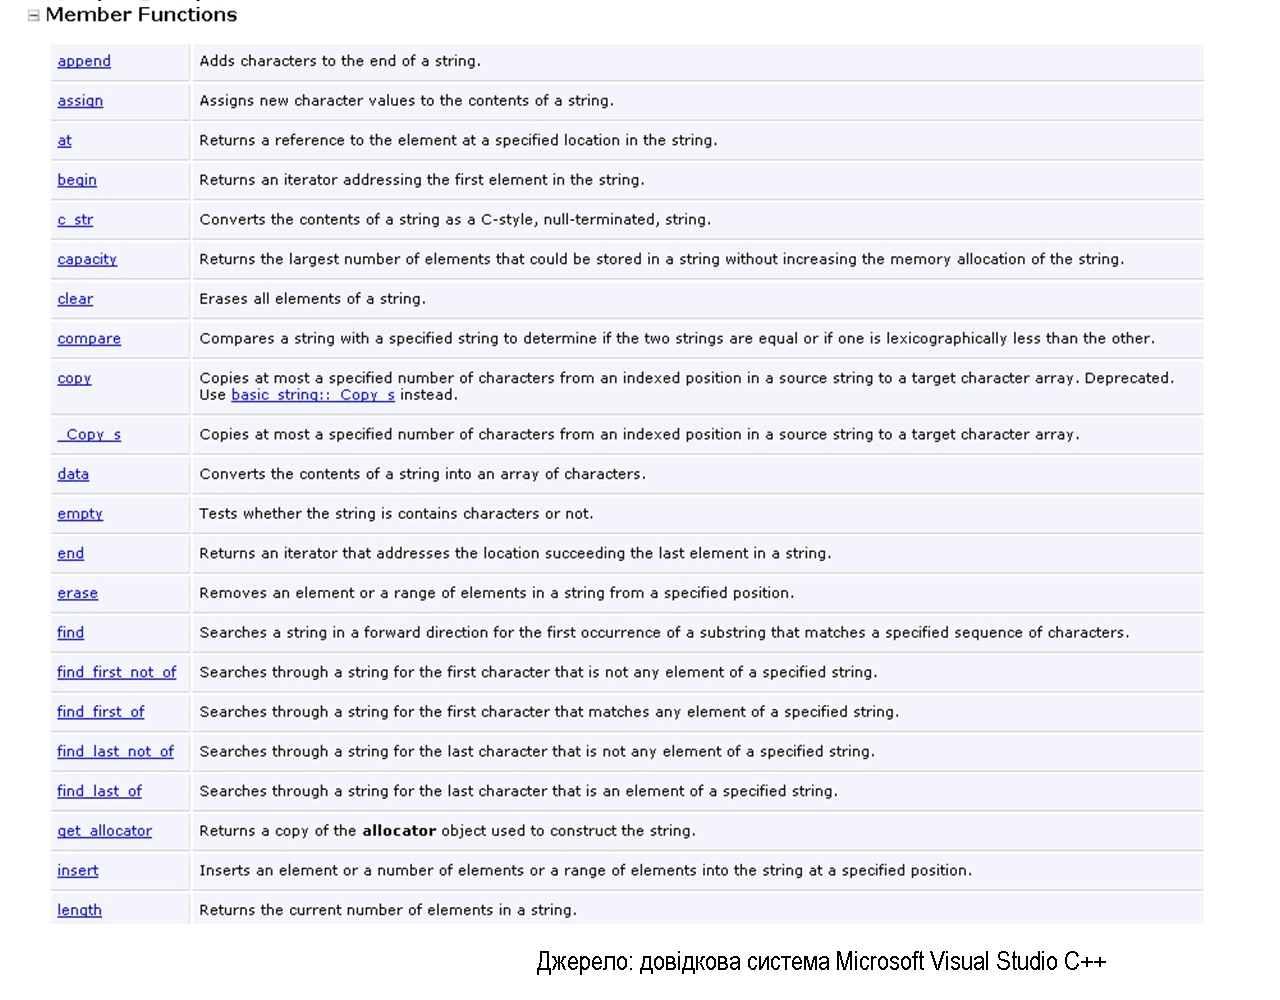 Member Functions
append Adds characters to the end of a string.
assign Assigns new character values to the contents of a string.
at Returns a reference to the element at a specified location in the string.
begin Returns an iterator addressing the first element in the string.
c_str Converts the contents of a string as a C-style, null-terminated, string.
capacity Returns the largest number of elements that could be stored in a string without increasing the memory allocation of the string.
clear Erases all elements of a string.
compare Compares a string with a specified string to determine if the two strings are equal or if one is lexicographically less than the other.
copy Copies at most a specified number of characters from an indexed position in a source string to a target character array. Deprecated.
Use basic_string::_Copy_s instead.
_Copy_s Copies at most a specified number of characters from an indexed position in a source string to a target character array.
data Converts the contents of a string into an array of characters.
empty Tests whether the string is contains characters or not.
end Returns an iterator that addresses the location succeeding the last element in a string.
erase Removes an element or a range of elements in a string from a specified position.
find Searches a string in a forward direction for the first occurrence of a substring that matches a specified sequence of characters.
find_first_not_of Searches through a string for the first character that is not any element of a specified string.
find_first_of Searches through a string for the first character that matches any element of a specified string.
find_last_not_of Searches through a string for the last character that is not any element of a specified string.
find_last_of Searches through a string for the last character that is an element of a specified string.
get_allocator Returns a copy of the allocator object used to construct the string.
insert Inserts an element or a number of elements or a range of elements into the string at a specified position.
length Returns the current number of elements in a string.
Джерело: довідкова система Microsoft Visual Studio C++